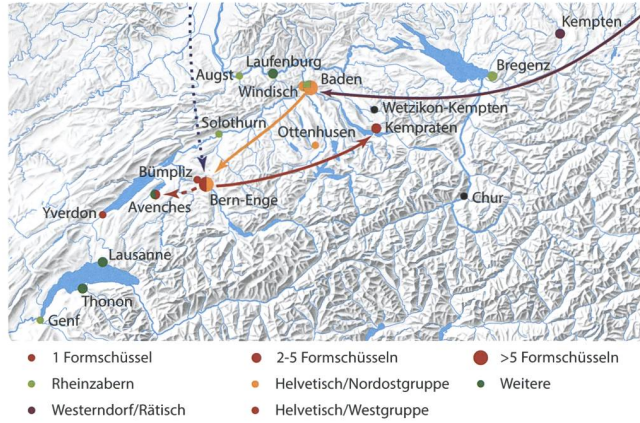 Kempten
Laufenburg
Bregenz
Augst
Baden
Windisch
Wetzikon-Kempten
Solothurn
Ottenhusen
Kempraten
Bümpliz
Avenches
Bern-Enge
Chur
Yverdon
Lausanne
Thonon
Genf
1 Formschüssel
2-5 Formschüsseln
>5 Formschüsseln
Rheinzabern
Helvetisch/Nordostgruppe
Weitere
Westerndorf/Rätisch
Helvetisch/Westgruppe